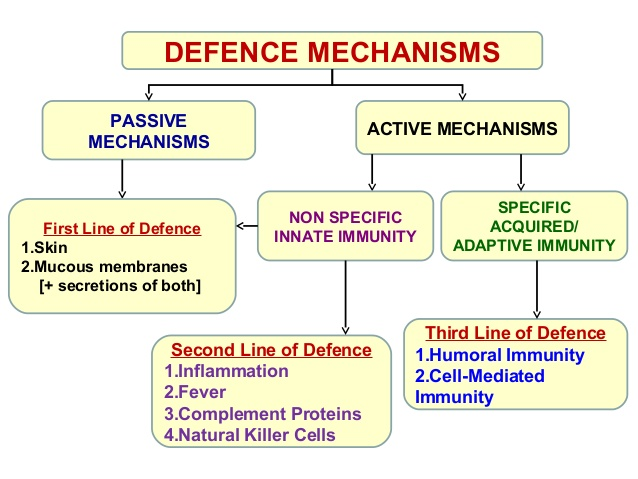 DEFENCE MECHANISMS
PASSIVE
MECHANISMS
ACTIVE MECHANISMS
First Line of Defence
1.Skin
2.Mucous membranes
[+ secretions of both]
NON SPECIFIC
INNATE IMMUNITY
SPECIFIC
ACQUIRED/
ADAPTIVE IMMUNITY
Second Line of Defence
1.Inflammation
2.Fever
3.Complement Proteins
4.Natural Killer Cells
Third Line of Defence
1.Humoral Immunity
2.Cell-Mediated
Immunity